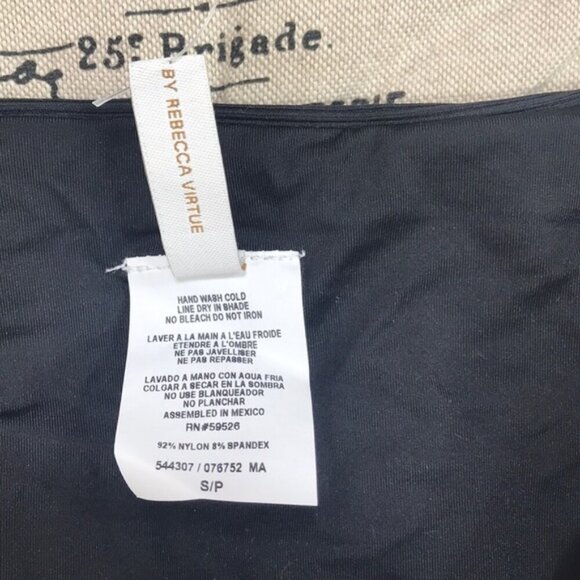 25e Brigade.
BY REBECCA VIRTUE
HAND WASH COLD
LINE DRY IN SHADE
NO BLEACH DO NOT IRON
LAVER A LA MAIN A L'EAU FROIDE
ETENDRE A L'OMBRE
NE PAS JAVELLISER
NE PAS REPASSER
LAVADO A MANO CON AGUA FRIA
COLGAR A SECAR EN LA SOMBRA
NO USE BLANQUEADOR
NO PLANCHAR
ASSEMBLED IN MEXICO
RN#59526
92% NYLON 8% SPANDEX
544307 / 076752 MA
S/P